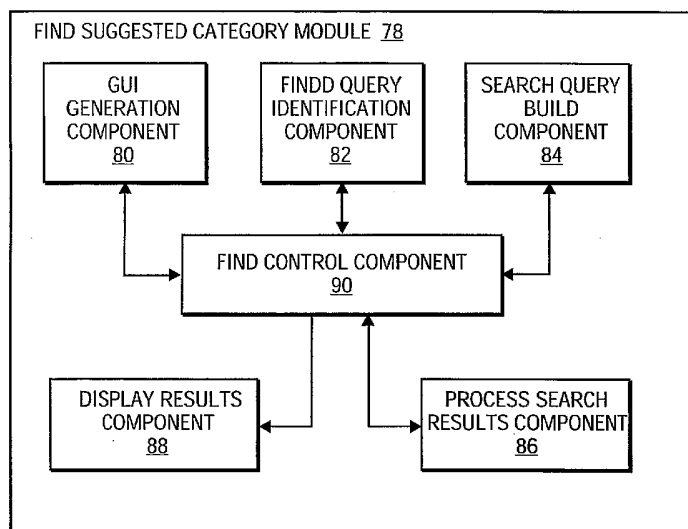 FIND SUGGESTED CATEGORY MODULE 78
GUI
GENERATION
COMPONENT
80
FINDD QUERY
IDENTIFICATION
COMPONENT
82
SEARCH QUERY
BUILD
COMPONENT
84
FIND CONTROL COMPONENT
90
DISPLAY RESULTS
COMPONENT
88
PROCESS SEARCH
RESULTS COMPONENT
86